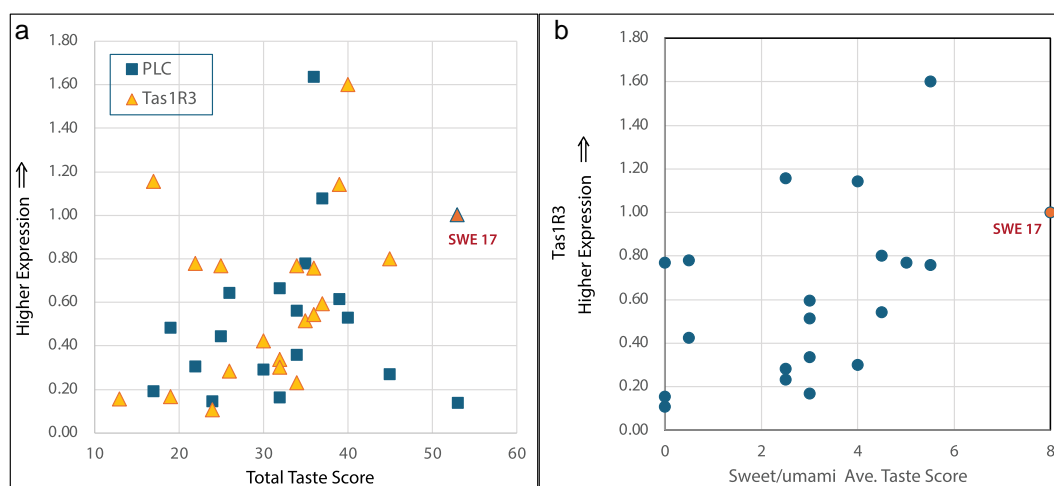 a
1.80
1.60
1.40
1.20
1.00
0.80
0.60
0.40
0.20
0.00
10 20 30 40 50 60
PLC
Tas1R3
SWE 17
Higher Expression ⇒
Total Taste Score
b
1.80
1.60
1.40
1.20
1.00
0.80
0.60
0.40
0.20
0.00
0 2 4 6 8
SWE 17
Tas1R3
Higher Expression ⇒
Sweet/umami Ave. Taste Score